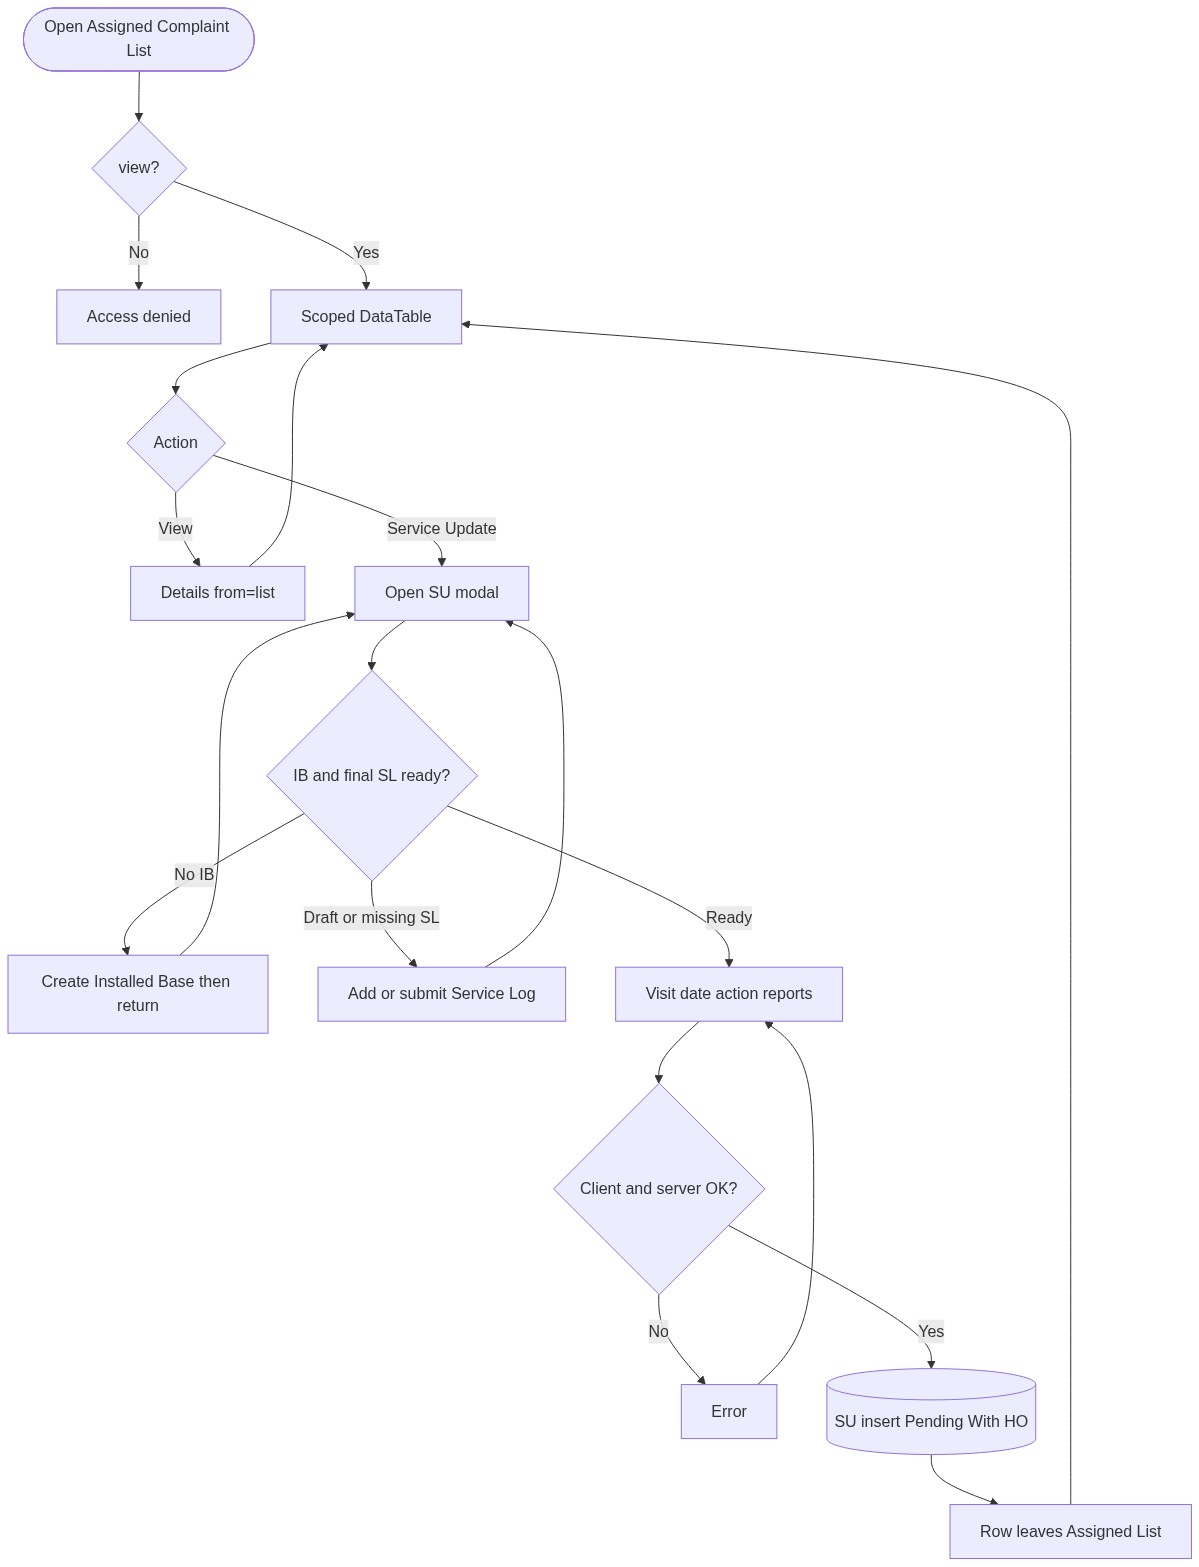 Open Assigned Complaint
List
view?
No
Yes
Access denied
Scoped DataTable
Action
View
Service Update
Details from=list
Open SU modal
IB and final SL ready?
No IB
Draft or missing SL
Ready
Create Installed Base then
return
Add or submit Service Log
Visit date action reports
Client and server OK?
No
Yes
Error
SU insert Pending With HO
Row leaves Assigned List